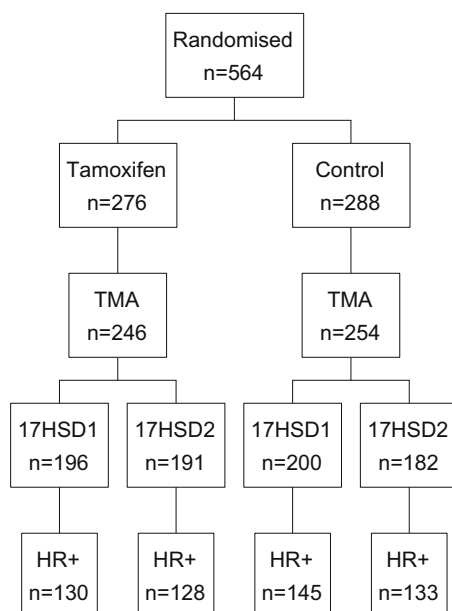 Randomised
n=564
Tamoxifen
n=276
Control
n=288
TMA
n=246
TMA
n=254
17HSD1
n=196
17HSD2
n=191
17HSD1
n=200
17HSD2
n=182
HR+
n=130
HR+
n=128
HR+
n=145
HR+
n=133